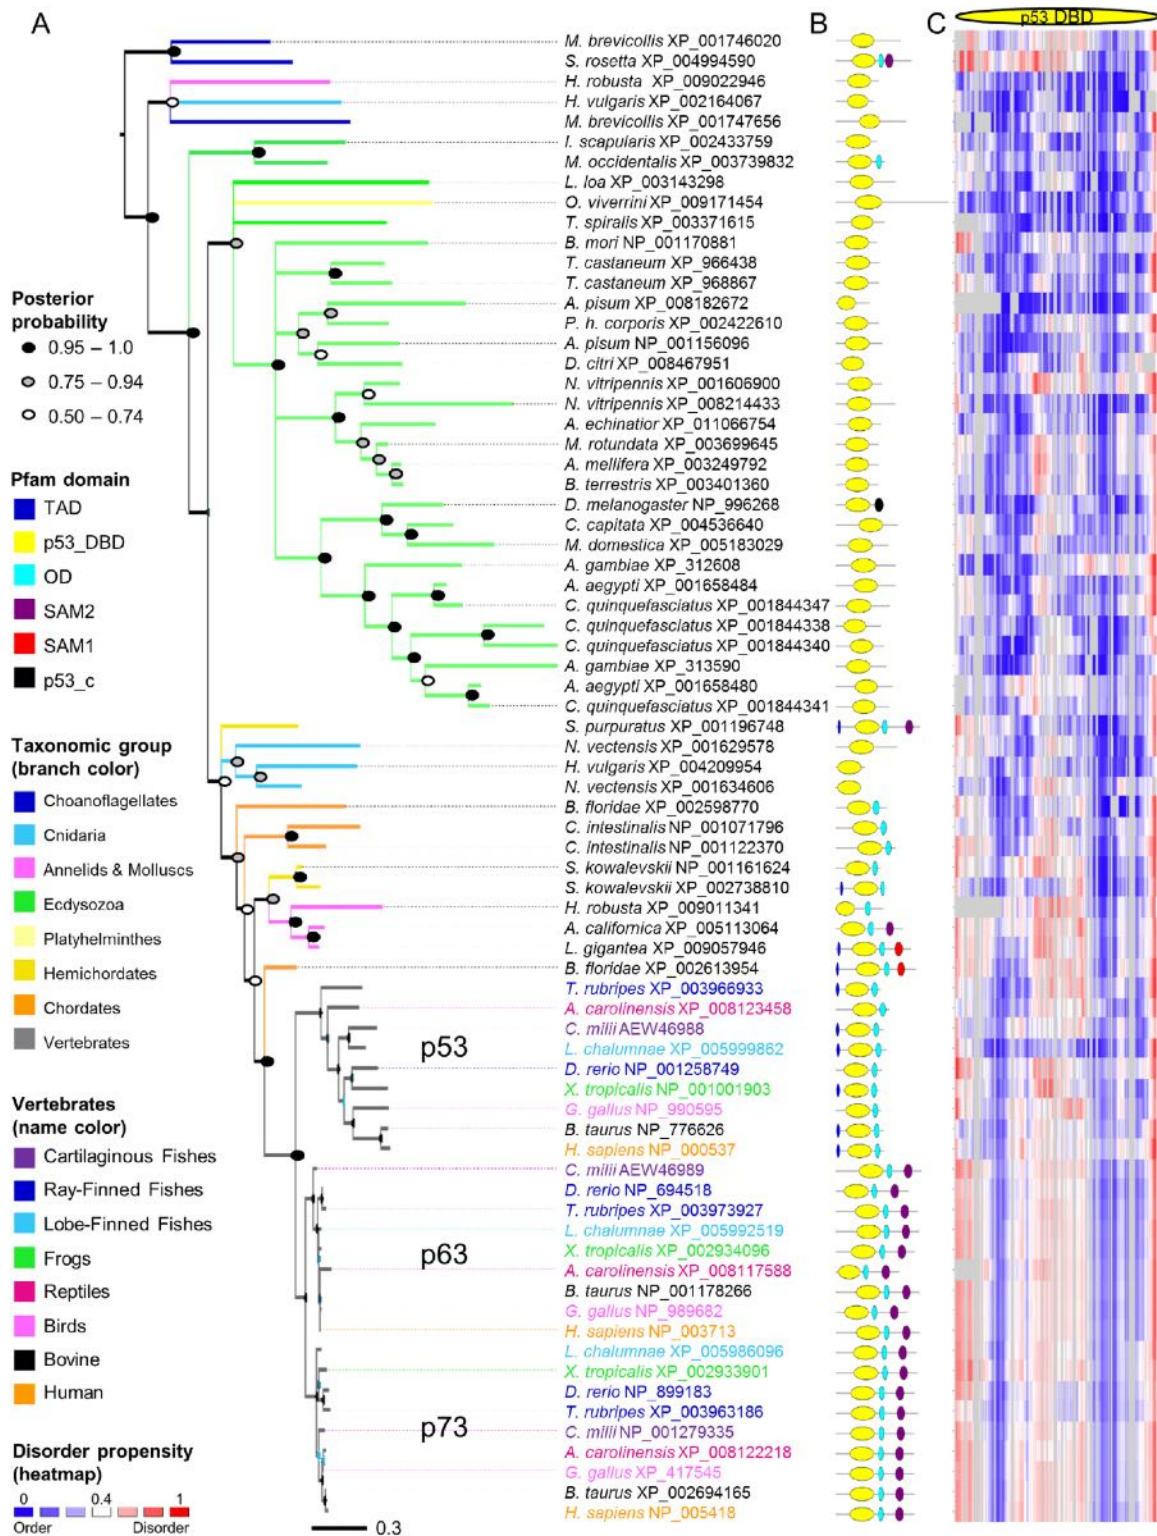 A
B
C
p53 DBD
M. brevicollis XP_001746020
S. rosetta XP_004994590
H. robusta XP_009022946
H. vulgaris XP_002164067
M. brevicollis XP_001747656
I. scapularis XP_002433759
M. occidentalis XP_003739832
L. loa XP_003143298
O. viverrini XP_009171454
T. spiralis XP_003371615
B. mori NP_001170881
T. castaneum XP_966438
T. castaneum XP_968867
A. pisum XP_008182672
P. h. corporis XP_002422610
A. pisum NP_001156096
D. citri XP_008467951
N. vitripennis XP_001606900
N. vitripennis XP_008214433
A. echinatior XP_011066754
M. rotundata XP_003699645
A. mellifera XP_003249792
B. terrestris XP_003401360
D. melanogaster NP_996268
C. capitata XP_004536640
M. domestica XP_005183029
A. gambiae XP_312608
A. aegypti XP_001658484
C. quinquefasciatus XP_001844347
C. quinquefasciatus XP_001844338
C. quinquefasciatus XP_001844340
A. gambiae XP_313590
A. aegypti XP_001658480
C. quinquefasciatus XP_001844341
S. purpuratus XP_001196748
N. vectensis XP_001629578
H. vulgaris XP_004209954
N. vectensis XP_001634606
B. floridae XP_002598770
C. intestinalis NP_001071796
C. intestinalis NP_001122370
S. kowalevskii NP_001161624
S. kowalevskii XP_002738810
H. robusta XP_009011341
A. californica XP_005113064
L. gigantea XP_009057946
B. floridae XP_002613954
T. rubripes XP_003966933
A. carolinensis XP_008123458
C. milii AEW46988
L. chalumnae XP_005999862
D. rerio NP_001258749
X. tropicalis NP_001001903
G. gallus NP_990595
B. taurus NP_776626
H. sapiens NP_000537
C. milii AEW46989
D. rerio NP_694518
T. rubripes XP_003973927
L. chalumnae XP_005992519
X. tropicalis XP_002934096
A. carolinensis XP_008117588
B. taurus NP_001178266
G. gallus NP_989682
H. sapiens NP_003713
L. chalumnae XP_005986096
X. tropicalis XP_002933901
D. rerio NP_899183
T. rubripes XP_003963186
C. milii NP_001279335
A. carolinensis XP_008122218
G. gallus XP_417545
B. taurus XP_002694165
H. sapiens NP_005418
p53
p63
p73
0.3
Posterior
probability
0.95 – 1.0
0.75 – 0.94
0.50 – 0.74
Pfam domain
TAD
p53_DBD
OD
SAM2
SAM1
p53_c
Taxonomic group
(branch color)
Choanoflagellates
Cnidaria
Annelids & Molluscs
Ecdysozoa
Platyhelminthes
Hemichordates
Chordates
Vertebrates
Vertebrates
(name color)
Cartilaginous Fishes
Ray-Finned Fishes
Lobe-Finned Fishes
Frogs
Reptiles
Birds
Bovine
Human
Disorder propensity
(heatmap)
0 0.4 1
Order Disorder